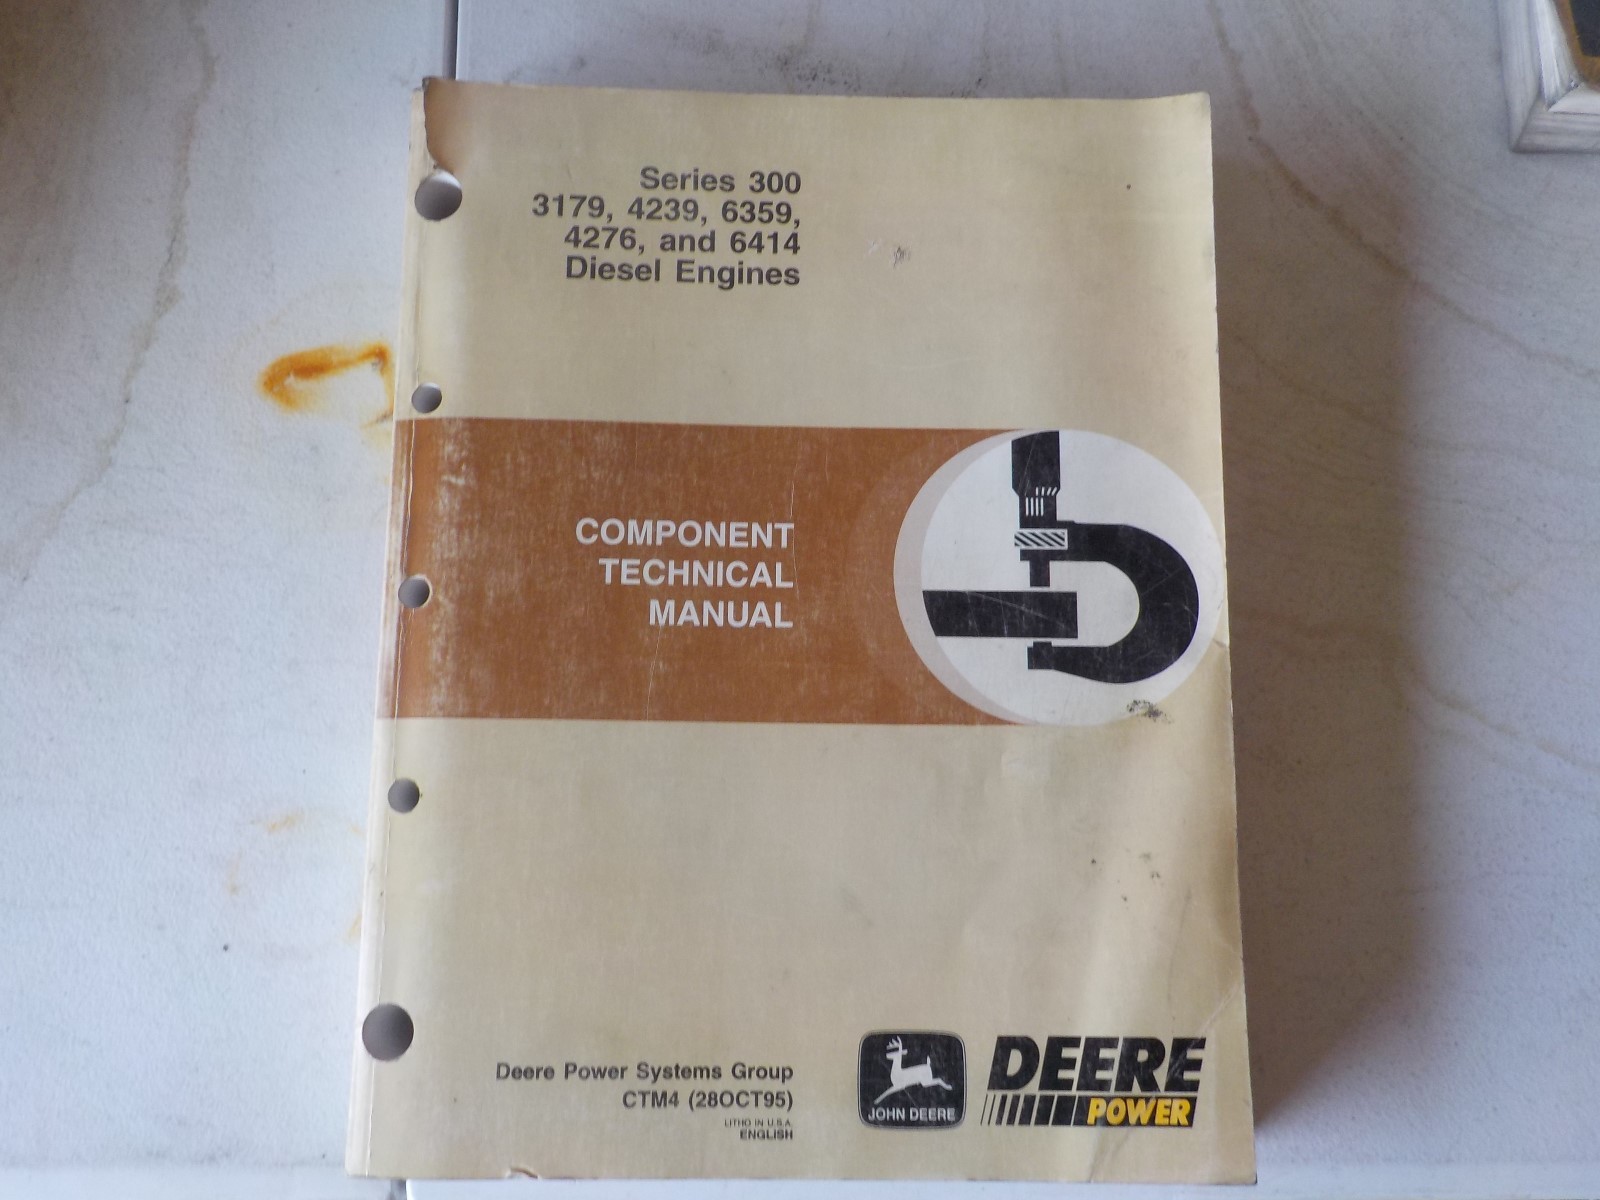 Series 300
3179, 4239, 6359,
4276, and 6414
Diesel Engines
COMPONENT
TECHNICAL
MANUAL
Deere Power Systems Group
CTM4 (28OCT95)
LITHO IN U.S.A.
ENGLISH
JOHN DEERE
DEERE
POWER